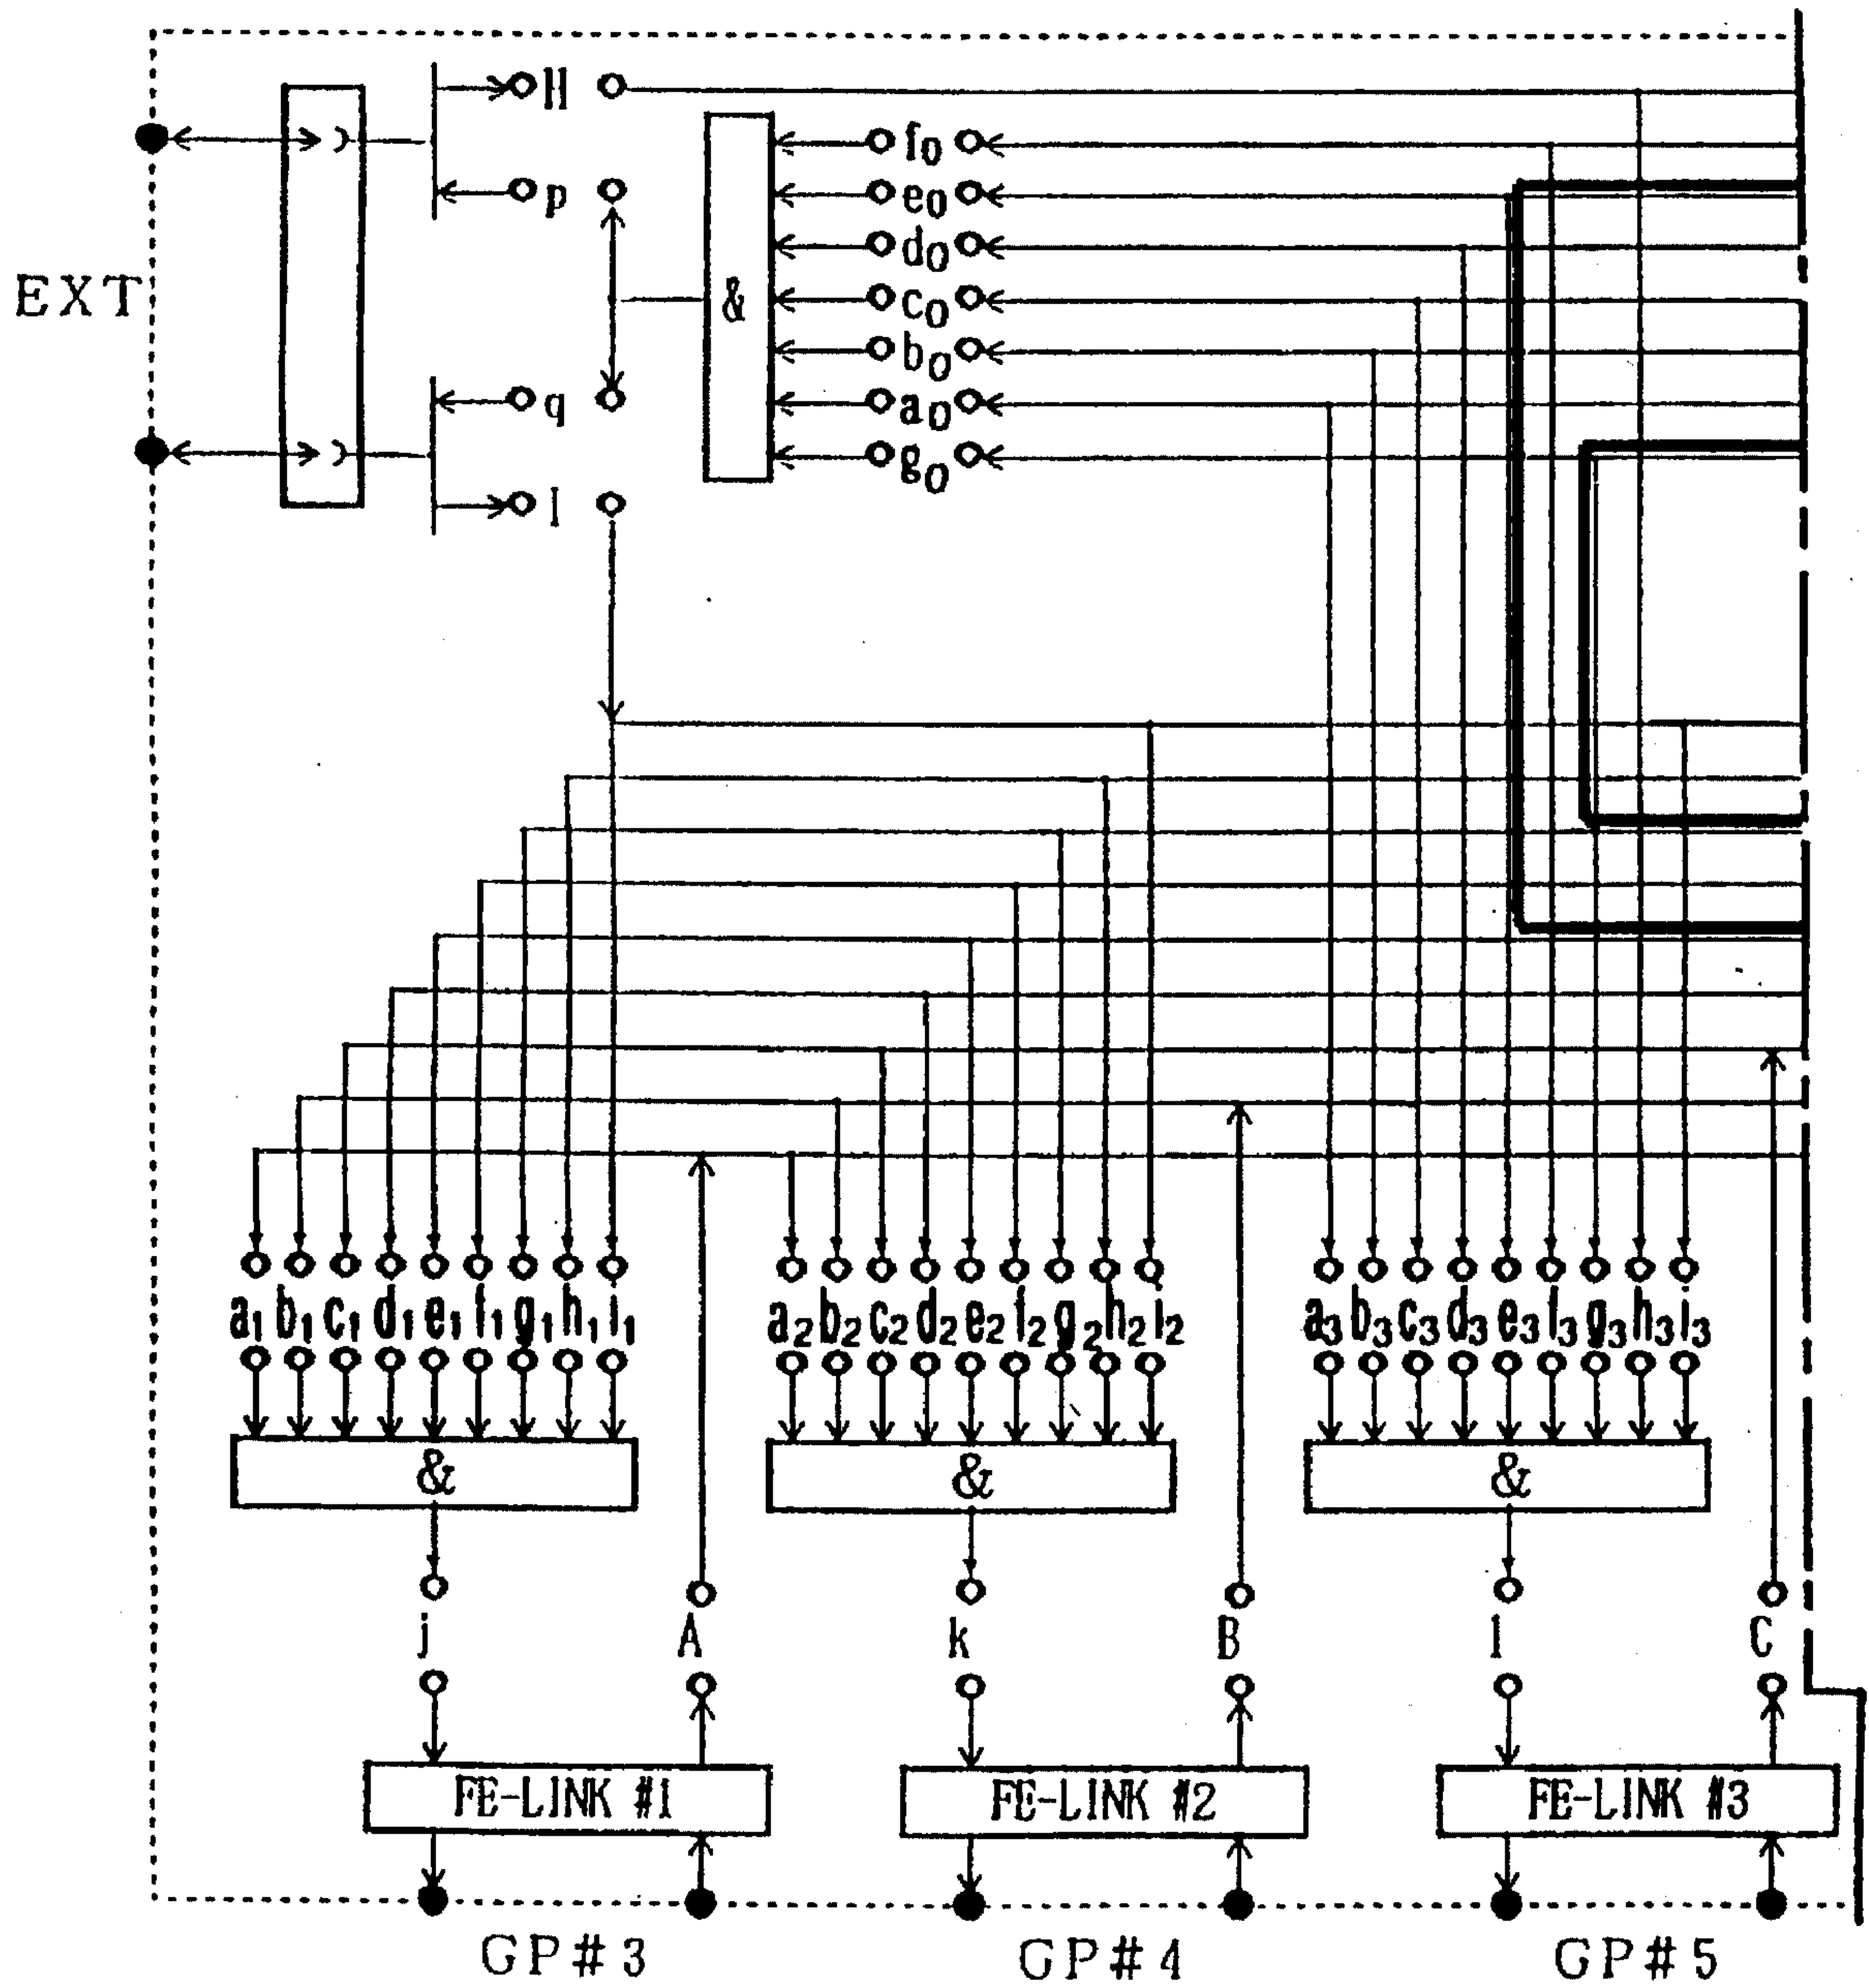 H
f0
p
e0
d0
EXT
&
c0
b0
q
a0
g0
I
a1 b1 c1 d1 e1 f1 g1 h1 i1
a2 b2 c2 d2 e2 f2 g2 h2 i2
a3 b3 c3 d3 e3 f3 g3 h3 i3
& & &
j A k B l C
FE-LINK #1 FE-LINK #2 FE-LINK #3
GP#3 GP#4 GP#5